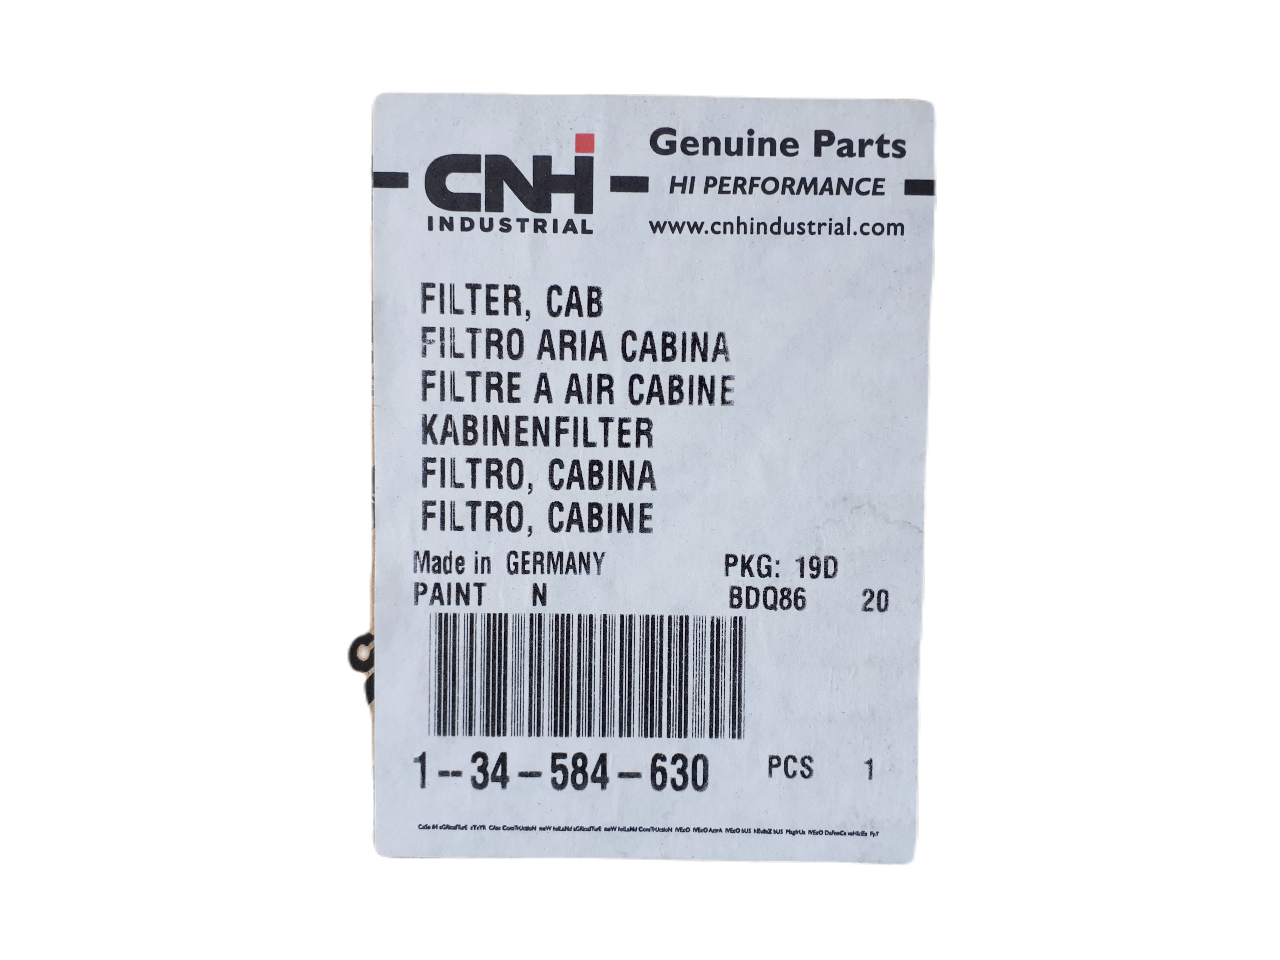 CNH
INDUSTRIAL
Genuine Parts
HI PERFORMANCE
www.cnhindustrial.com
FILTER, CAB
FILTRO ARIA CABINA
FILTRE A AIR CABINE
KABINENFILTER
FILTRO, CABINA
FILTRO, CABINE
Made in GERMANY PKG: 19D
PAINT N BDQ86 20
1--34-584-630 PCS 1